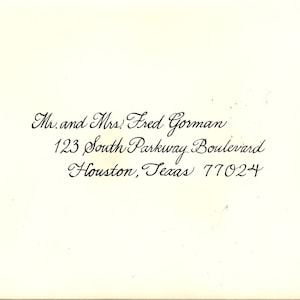 Mr. and Mrs. Fred Gorman
123 South Parkway Boulevard
Houston, Texas 77024